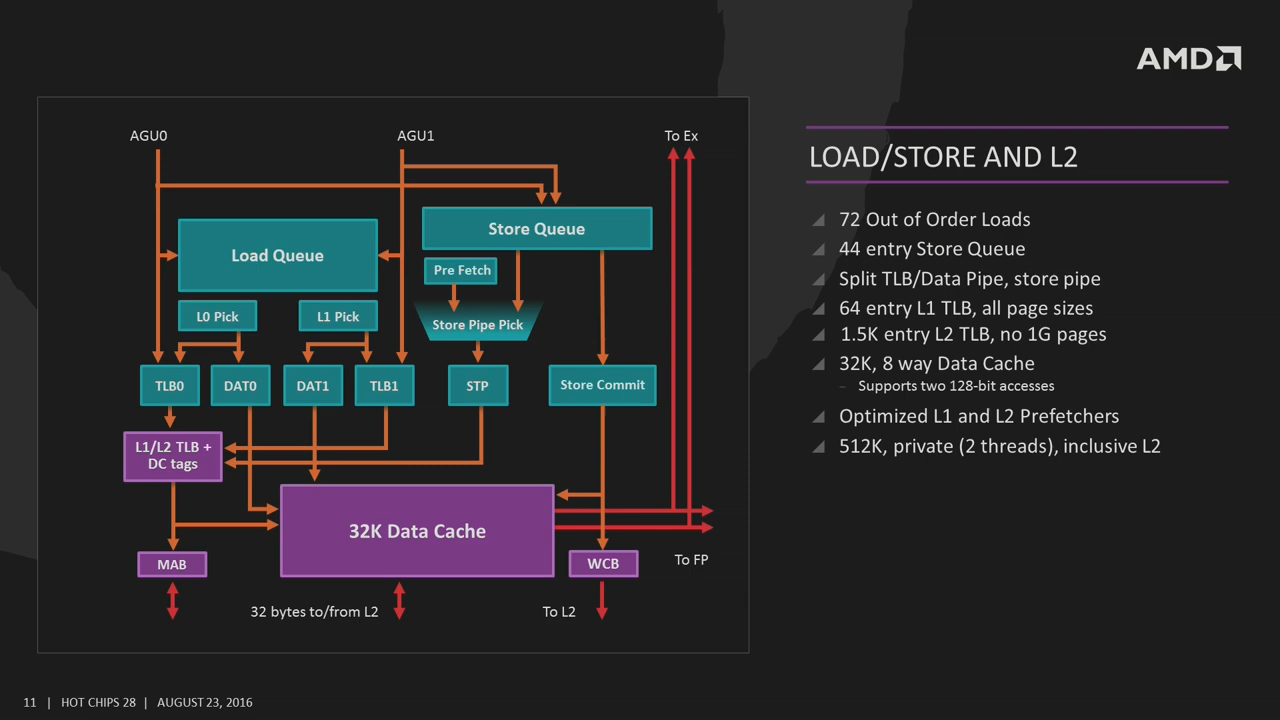 AMD
AGU0
AGU1
To Ex
LOAD/STORE AND L2
Load Queue
Store Queue
Pre Fetch
L0 Pick
L1 Pick
Store Pipe Pick
TLB0
DAT0
DAT1
TLB1
STP
Store Commit
L1/L2 TLB +
DC tags
32K Data Cache
MAB
WCB
To FP
32 bytes to/from L2
To L2
72 Out of Order Loads
44 entry Store Queue
Split TLB/Data Pipe, store pipe
64 entry L1 TLB, all page sizes
1.5K entry L2 TLB, no 1G pages
32K, 8 way Data Cache
– Supports two 128-bit accesses
Optimized L1 and L2 Prefetchers
512K, private (2 threads), inclusive L2
11 | HOT CHIPS 28 | AUGUST 23, 2016